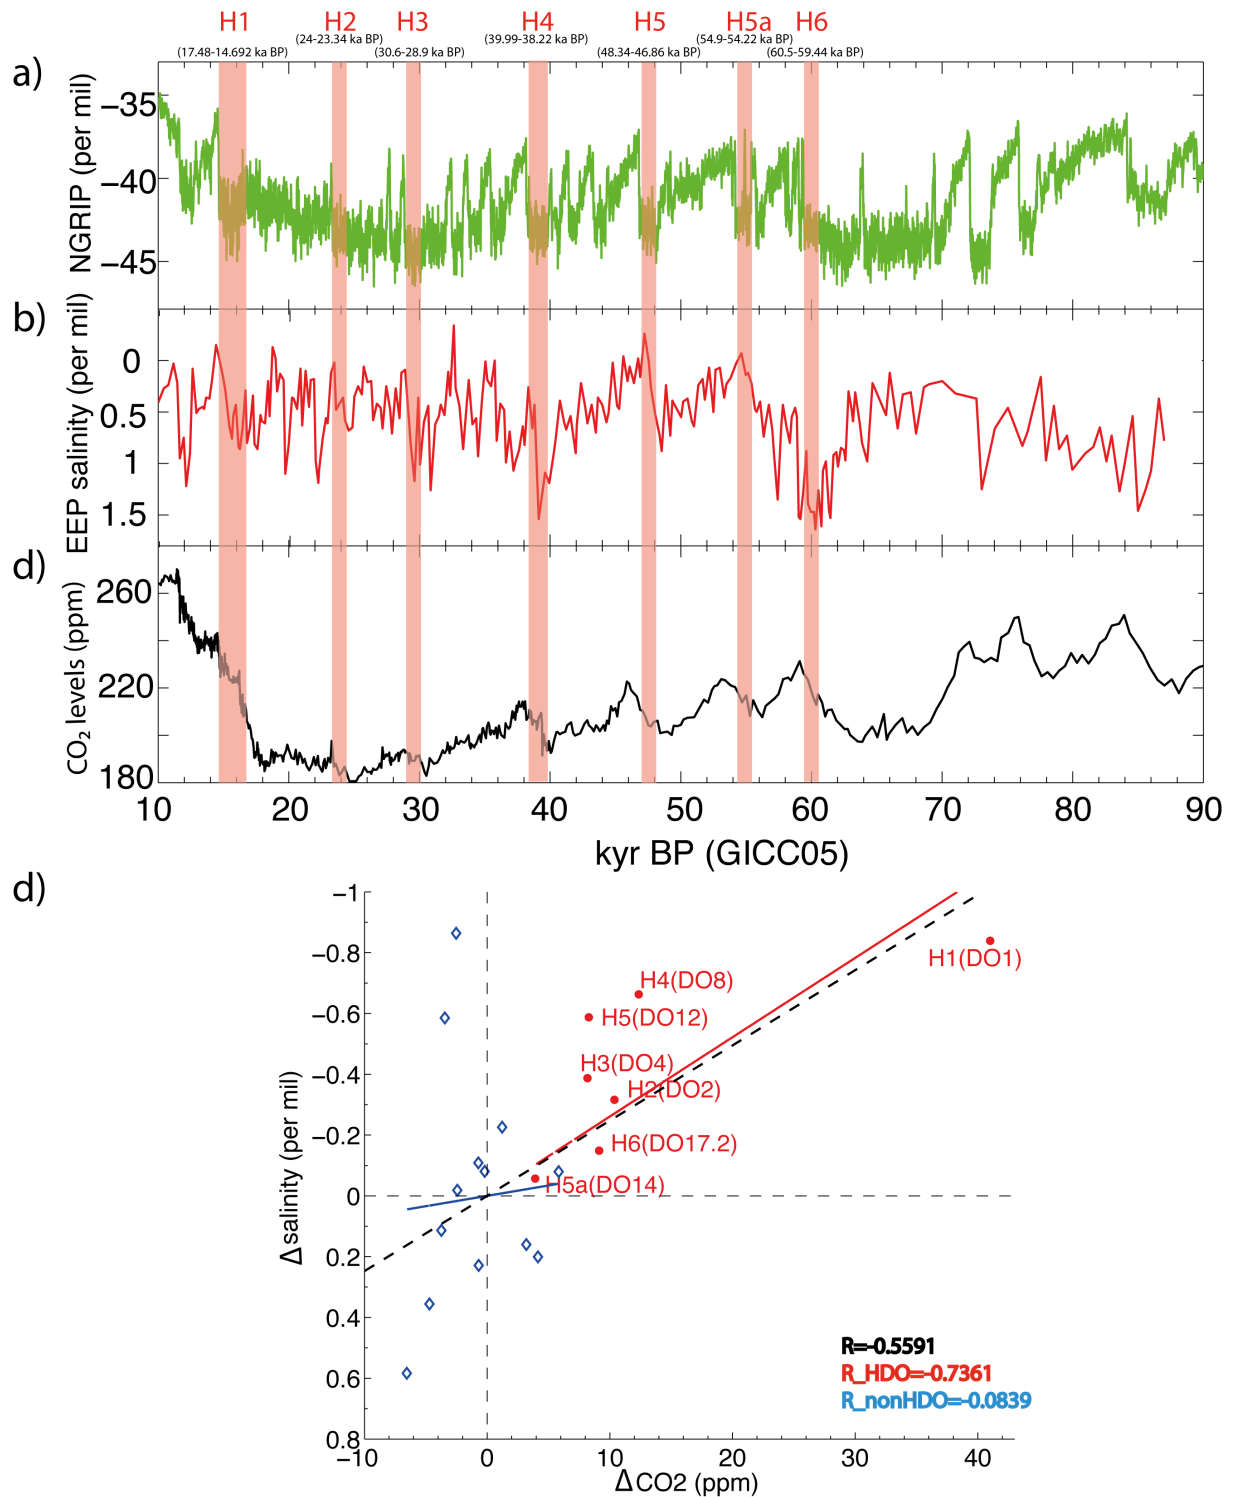 H1 H2 H3 H4 H5 H5a H6
(17.48-14.692 ka BP) (24-23.34 ka BP) (30.6-28.9 ka BP) (39.99-38.22 ka BP) (48.34-46.86 ka BP) (54.9-54.22 ka BP) (60.5-59.44 ka BP)
a)
NGRIP (per mil)
−35
−40
−45
b)
EEP salinity (per mil)
0
0.5
1
1.5
d)
CO₂ levels (ppm)
260
220
180
10 20 30 40 50 60 70 80 90
kyr BP (GICC05)
d)
Δsalinity (per mil)
−1
−0.8
−0.6
−0.4
−0.2
0
0.2
0.4
0.6
0.8
H1(DO1)
H4(DO8)
H5(DO12)
H3(DO4)
H2(DO2)
H6(DO17.2)
H5a(DO14)
R=-0.5591
R_HDO=-0.7361
R_nonHDO=-0.0839
−10 0 10 20 30 40
ΔCO2 (ppm)